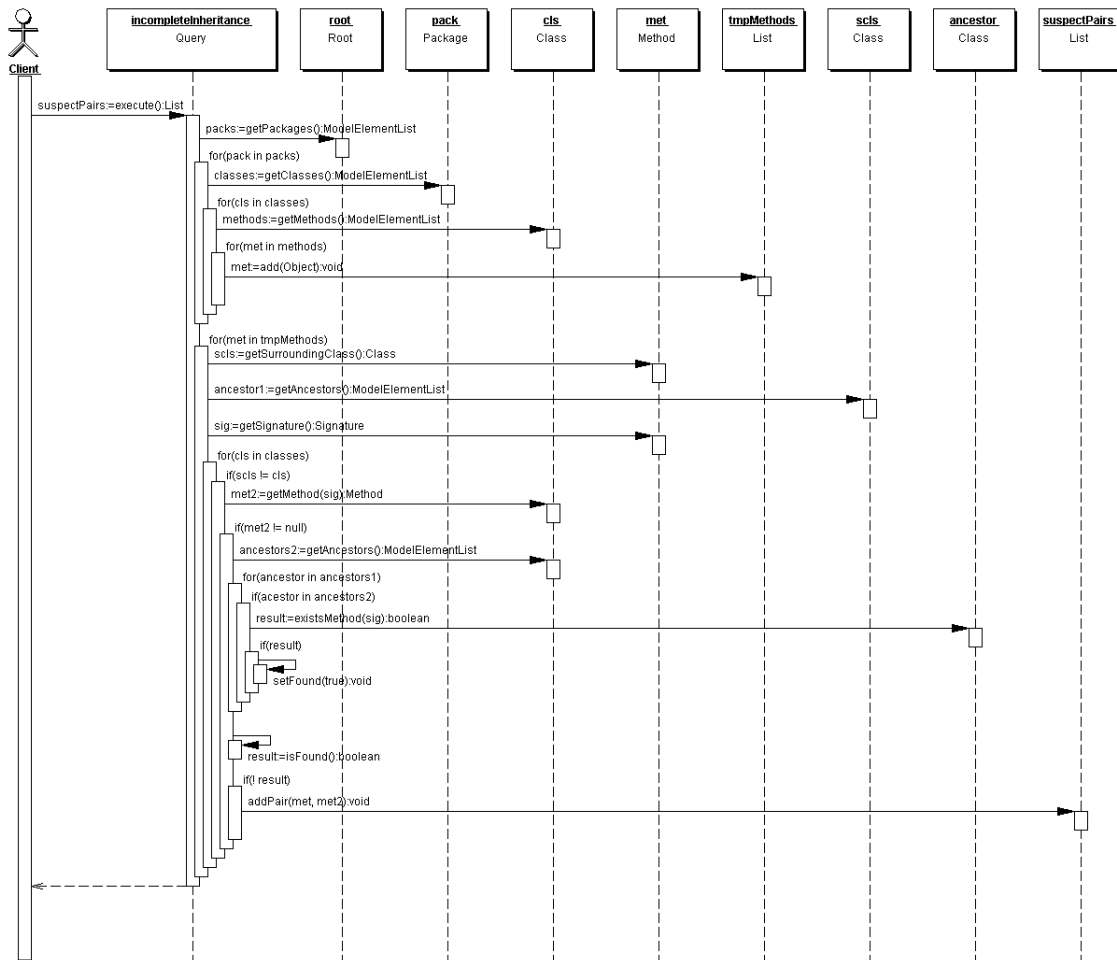 incompleteInheritance
Query
root
Root
pack
Package
cls
Class
met
Method
tmpMethods
List
scls
Class
ancestor
Class
suspectPairs
List
Client
suspectPairs:=execute():List
packs:=getPackages():ModelElementList
for(pack in packs)
classes:=getClasses():ModelElementList
for(cls in classes)
methods:=getMethods():ModelElementList
for(met in methods)
met:=add(Object):void
for(met in tmpMethods)
scls:=getSurroundingClass():Class
ancestor1:=getAncestors():ModelElementList
sig:=getSignature():Signature
for(cls in classes)
if(scls != cls)
met2:=getMethod(sig):Method
if(met2 != null)
ancestors2:=getAncestors():ModelElementList
for(ancestor in ancestors1)
if(acestor in ancestors2)
result:=existsMethod(sig):boolean
if(result)
setFound(true):void
result:=isFound():boolean
if(! result)
addPair(met, met2):void